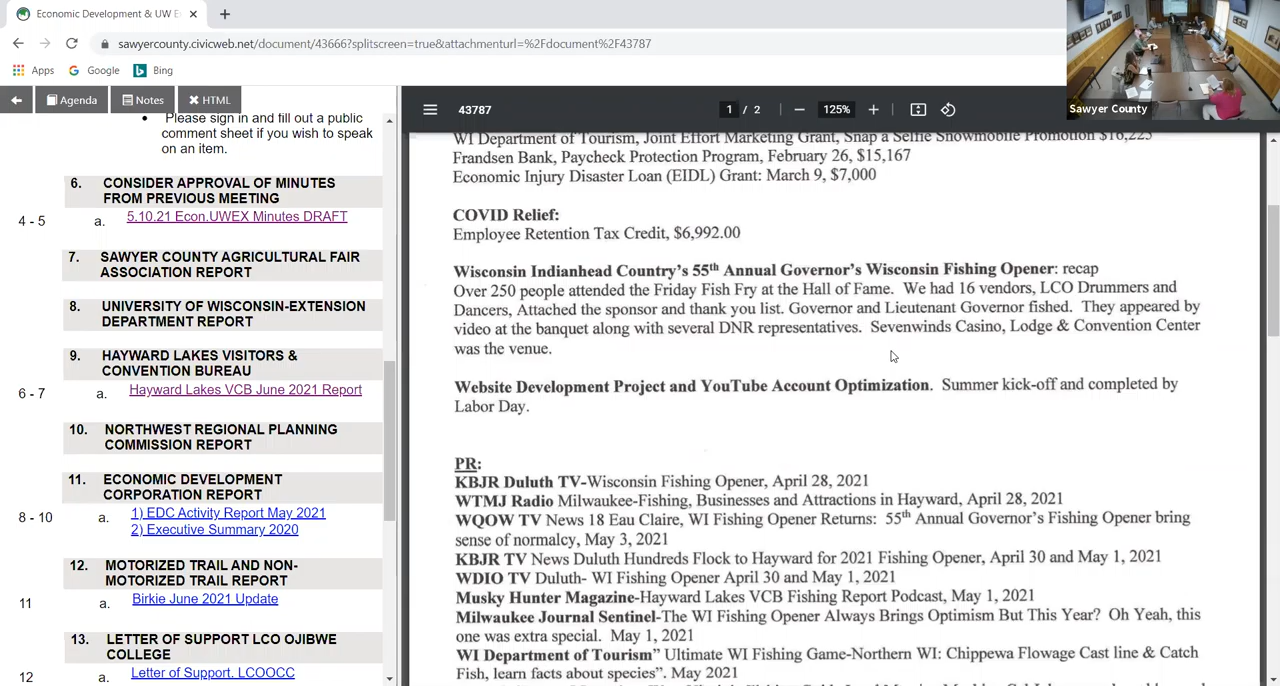 Economic Development & UW E
sawyercounty.civicweb.net/document/43666?splitscreen=true&attachmenturl=%2Fdocument%2F43787
Apps
Google
Bing
Sawyer County
Agenda
Notes
HTML
43787
1 / 2
125%
Please sign in and fill out a public
comment sheet if you wish to speak
on an item.
6. CONSIDER APPROVAL OF MINUTES
FROM PREVIOUS MEETING
4 - 5 a. 5.10.21 Econ.UWEX Minutes DRAFT
7. SAWYER COUNTY AGRICULTURAL FAIR
ASSOCIATION REPORT
8. UNIVERSITY OF WISCONSIN-EXTENSION
DEPARTMENT REPORT
9. HAYWARD LAKES VISITORS &
CONVENTION BUREAU
6 - 7 a. Hayward Lakes VCB June 2021 Report
10. NORTHWEST REGIONAL PLANNING
COMMISSION REPORT
11. ECONOMIC DEVELOPMENT
CORPORATION REPORT
8 - 10 a. 1) EDC Activity Report May 2021
2) Executive Summary 2020
12. MOTORIZED TRAIL AND NON-
MOTORIZED TRAIL REPORT
11 a. Birkie June 2021 Update
13. LETTER OF SUPPORT LCO OJIBWE
COLLEGE
12 a. Letter of Support. LCOOCC
WI Department of Tourism, Joint Effort Marketing Grant, Snap a Selfie Snowmobile Promotion $16,225
Frandsen Bank, Paycheck Protection Program, February 26, $15,167
Economic Injury Disaster Loan (EIDL) Grant: March 9, $7,000
COVID Relief:
Employee Retention Tax Credit, $6,992.00
Wisconsin Indianhead Country's 55th Annual Governor's Wisconsin Fishing Opener: recap
Over 250 people attended the Friday Fish Fry at the Hall of Fame. We had 16 vendors, LCO Drummers and
Dancers, Attached the sponsor and thank you list. Governor and Lieutenant Governor fished. They appeared by
video at the banquet along with several DNR representatives. Sevenwinds Casino, Lodge & Convention Center
was the venue.
Website Development Project and YouTube Account Optimization. Summer kick-off and completed by
Labor Day.
PR:
KBJR Duluth TV-Wisconsin Fishing Opener, April 28, 2021
WTMJ Radio Milwaukee-Fishing, Businesses and Attractions in Hayward, April 28, 2021
WQOW TV News 18 Eau Claire, WI Fishing Opener Returns: 55th Annual Governor's Fishing Opener bring
sense of normalcy, May 3, 2021
KBJR TV News Duluth Hundreds Flock to Hayward for 2021 Fishing Opener, April 30 and May 1, 2021
WDIO TV Duluth- WI Fishing Opener April 30 and May 1, 2021
Musky Hunter Magazine-Hayward Lakes VCB Fishing Report Podcast, May 1, 2021
Milwaukee Journal Sentinel-The WI Fishing Opener Always Brings Optimism But This Year? Oh Yeah, this
one was extra special. May 1, 2021
WI Department of Tourism" Ultimate WI Fishing Game-Northern WI: Chippewa Flowage Cast line & Catch
Fish, learn facts about species". May 2021